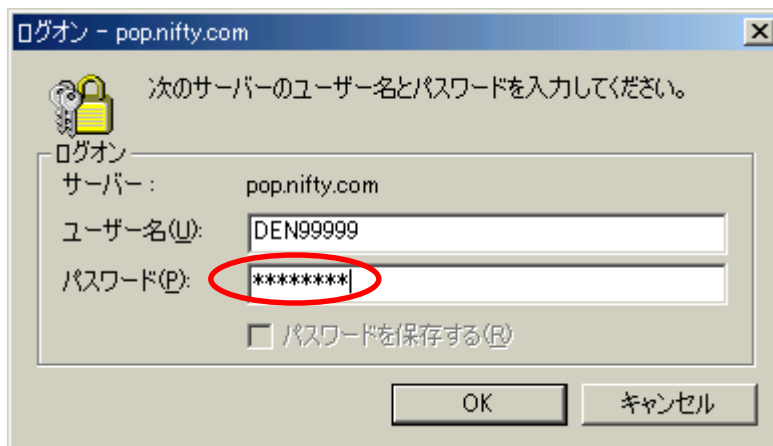 ログオン - pop.nifty.com
次のサーバーのユーザー名とパスワードを入力してください。
ログオン
サーバー: pop.nifty.com
ユーザー名(U): DEN99999
パスワード(P): ********
パスワードを保存する(R)
OK キャンセル